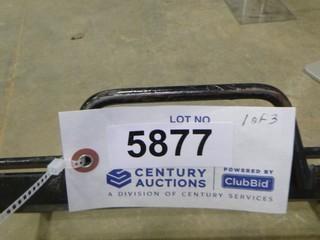 LOT NO
1 of 3
5877
CENTURY AUCTIONS
POWERED BY
ClubBid
A DIVISION OF CENTURY SERVICES